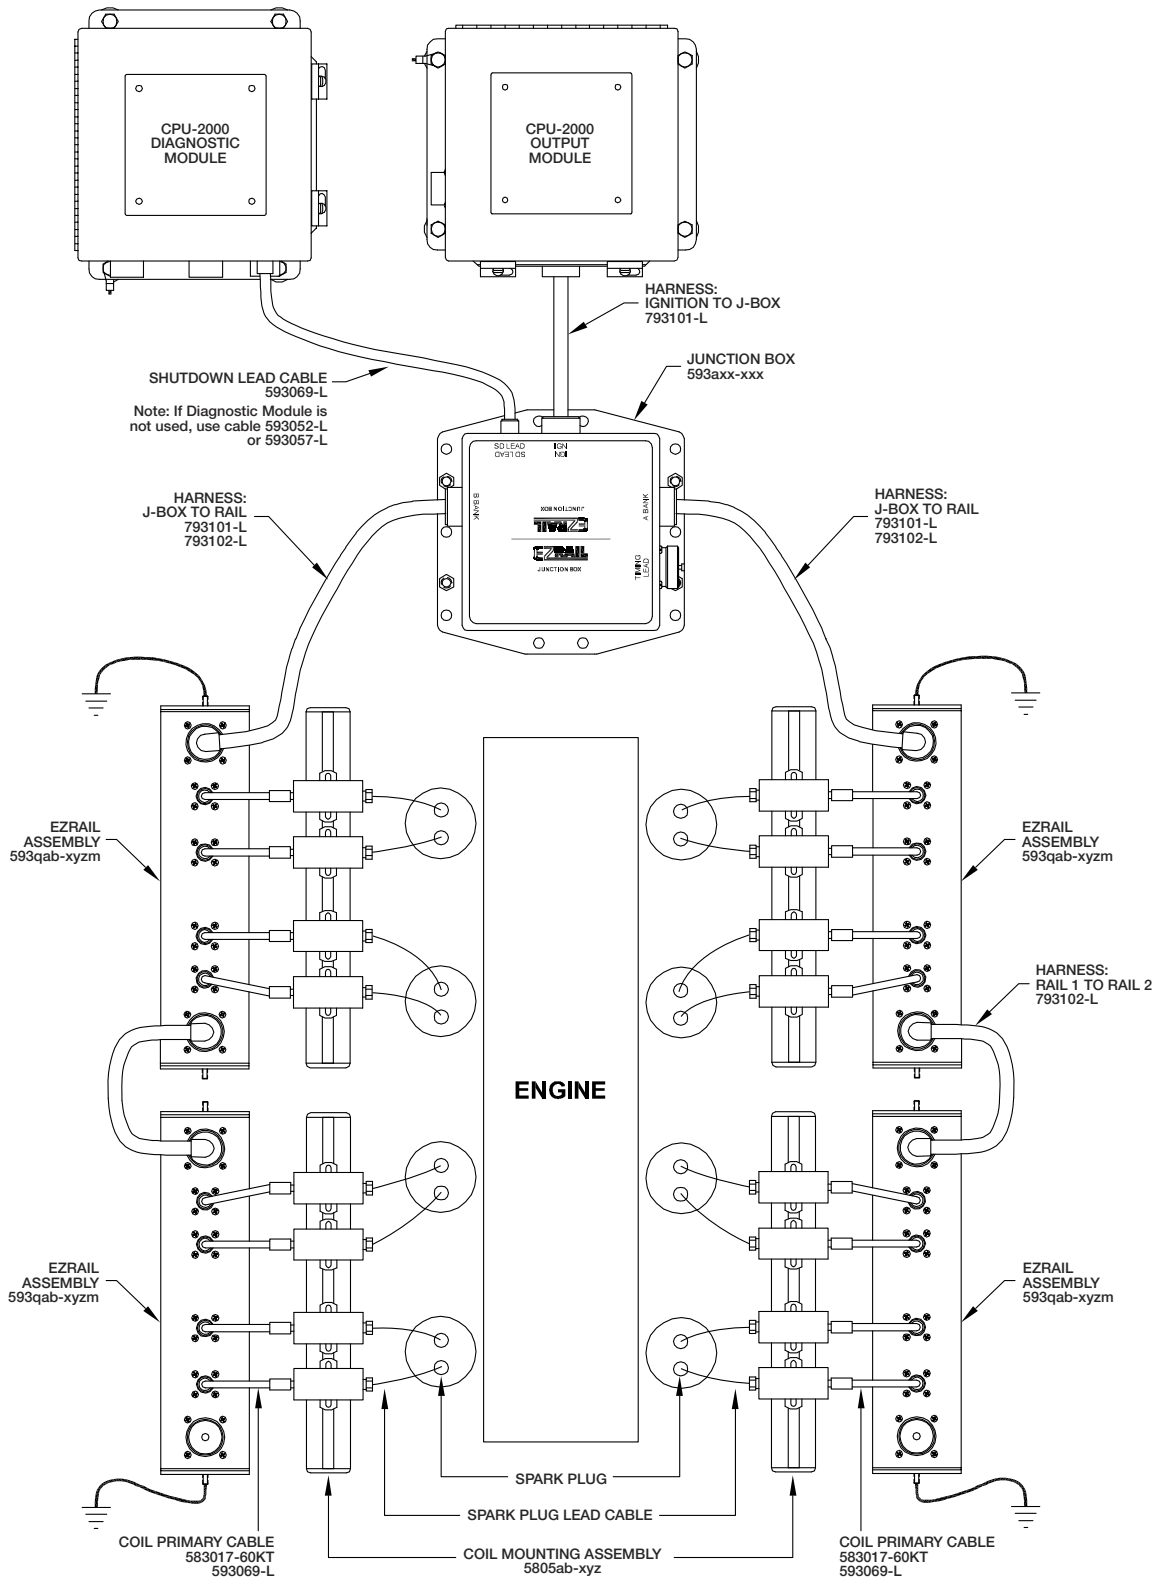 CPU-2000
DIAGNOSTIC
MODULE
CPU-2000
OUTPUT
MODULE
HARNESS:
IGNITION TO J-BOX
793101-L
JUNCTION BOX
593axx-xxx
SHUTDOWN LEAD CABLE
593069-L
Note: If Diagnostic Module is
not used, use cable 593052-L
or 593057-L
SD LEAD
SD LEAD
IGN
IGN
HARNESS:
J-BOX TO RAIL
793101-L
793102-L
B BANK
JUNCTION BOX
EZRAIL
EZRAIL
JUNCTION BOX
A BANK
TIMING
LEAD
HARNESS:
J-BOX TO RAIL
793101-L
793102-L
EZRAIL
ASSEMBLY
593qab-xyzm
EZRAIL
ASSEMBLY
593qab-xyzm
HARNESS:
RAIL 1 TO RAIL 2
793102-L
ENGINE
EZRAIL
ASSEMBLY
593qab-xyzm
EZRAIL
ASSEMBLY
593qab-xyzm
SPARK PLUG
SPARK PLUG LEAD CABLE
COIL PRIMARY CABLE
583017-60KT
593069-L
COIL MOUNTING ASSEMBLY
5805ab-xyz
COIL PRIMARY CABLE
583017-60KT
593069-L